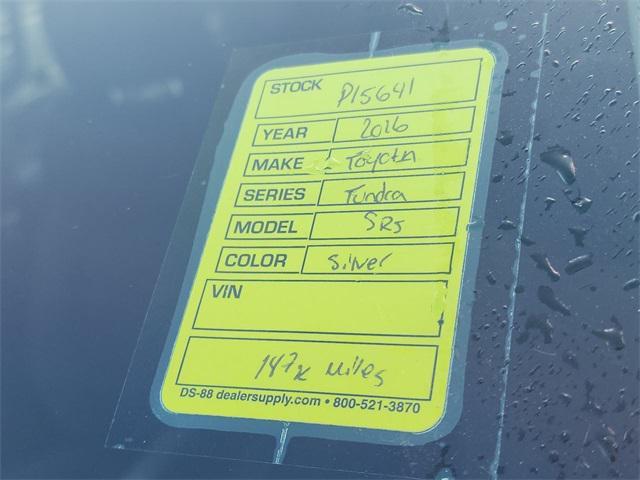 STOCK P15641
YEAR 2016
MAKE Toyota
SERIES Tundra
MODEL SR5
COLOR Silver
VIN
147k miles
DS-88 dealersupply.com • 800-521-3870